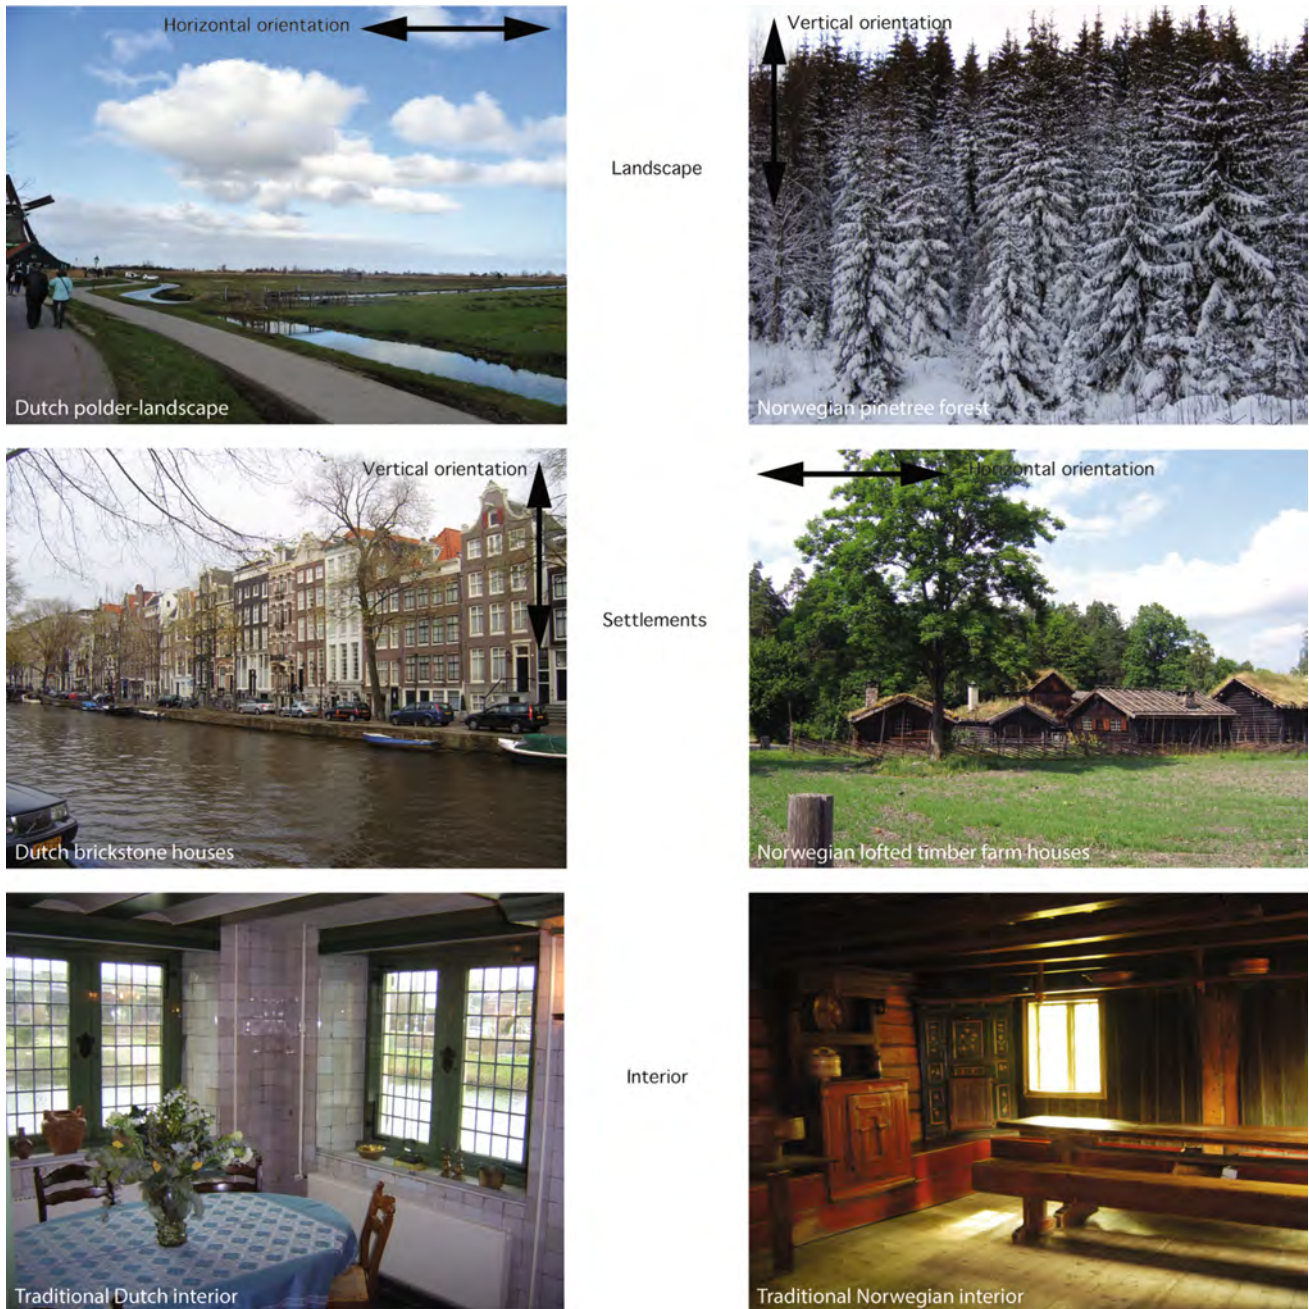 Horizontal orientation
Vertical orientation
Landscape
Dutch polder-landscape
Norwegian pinetree forest
Vertical orientation
Horizontal orientation
Settlements
Dutch brickstone houses
Norwegian lofted timber farm houses
Interior
Traditional Dutch interior
Traditional Norwegian interior